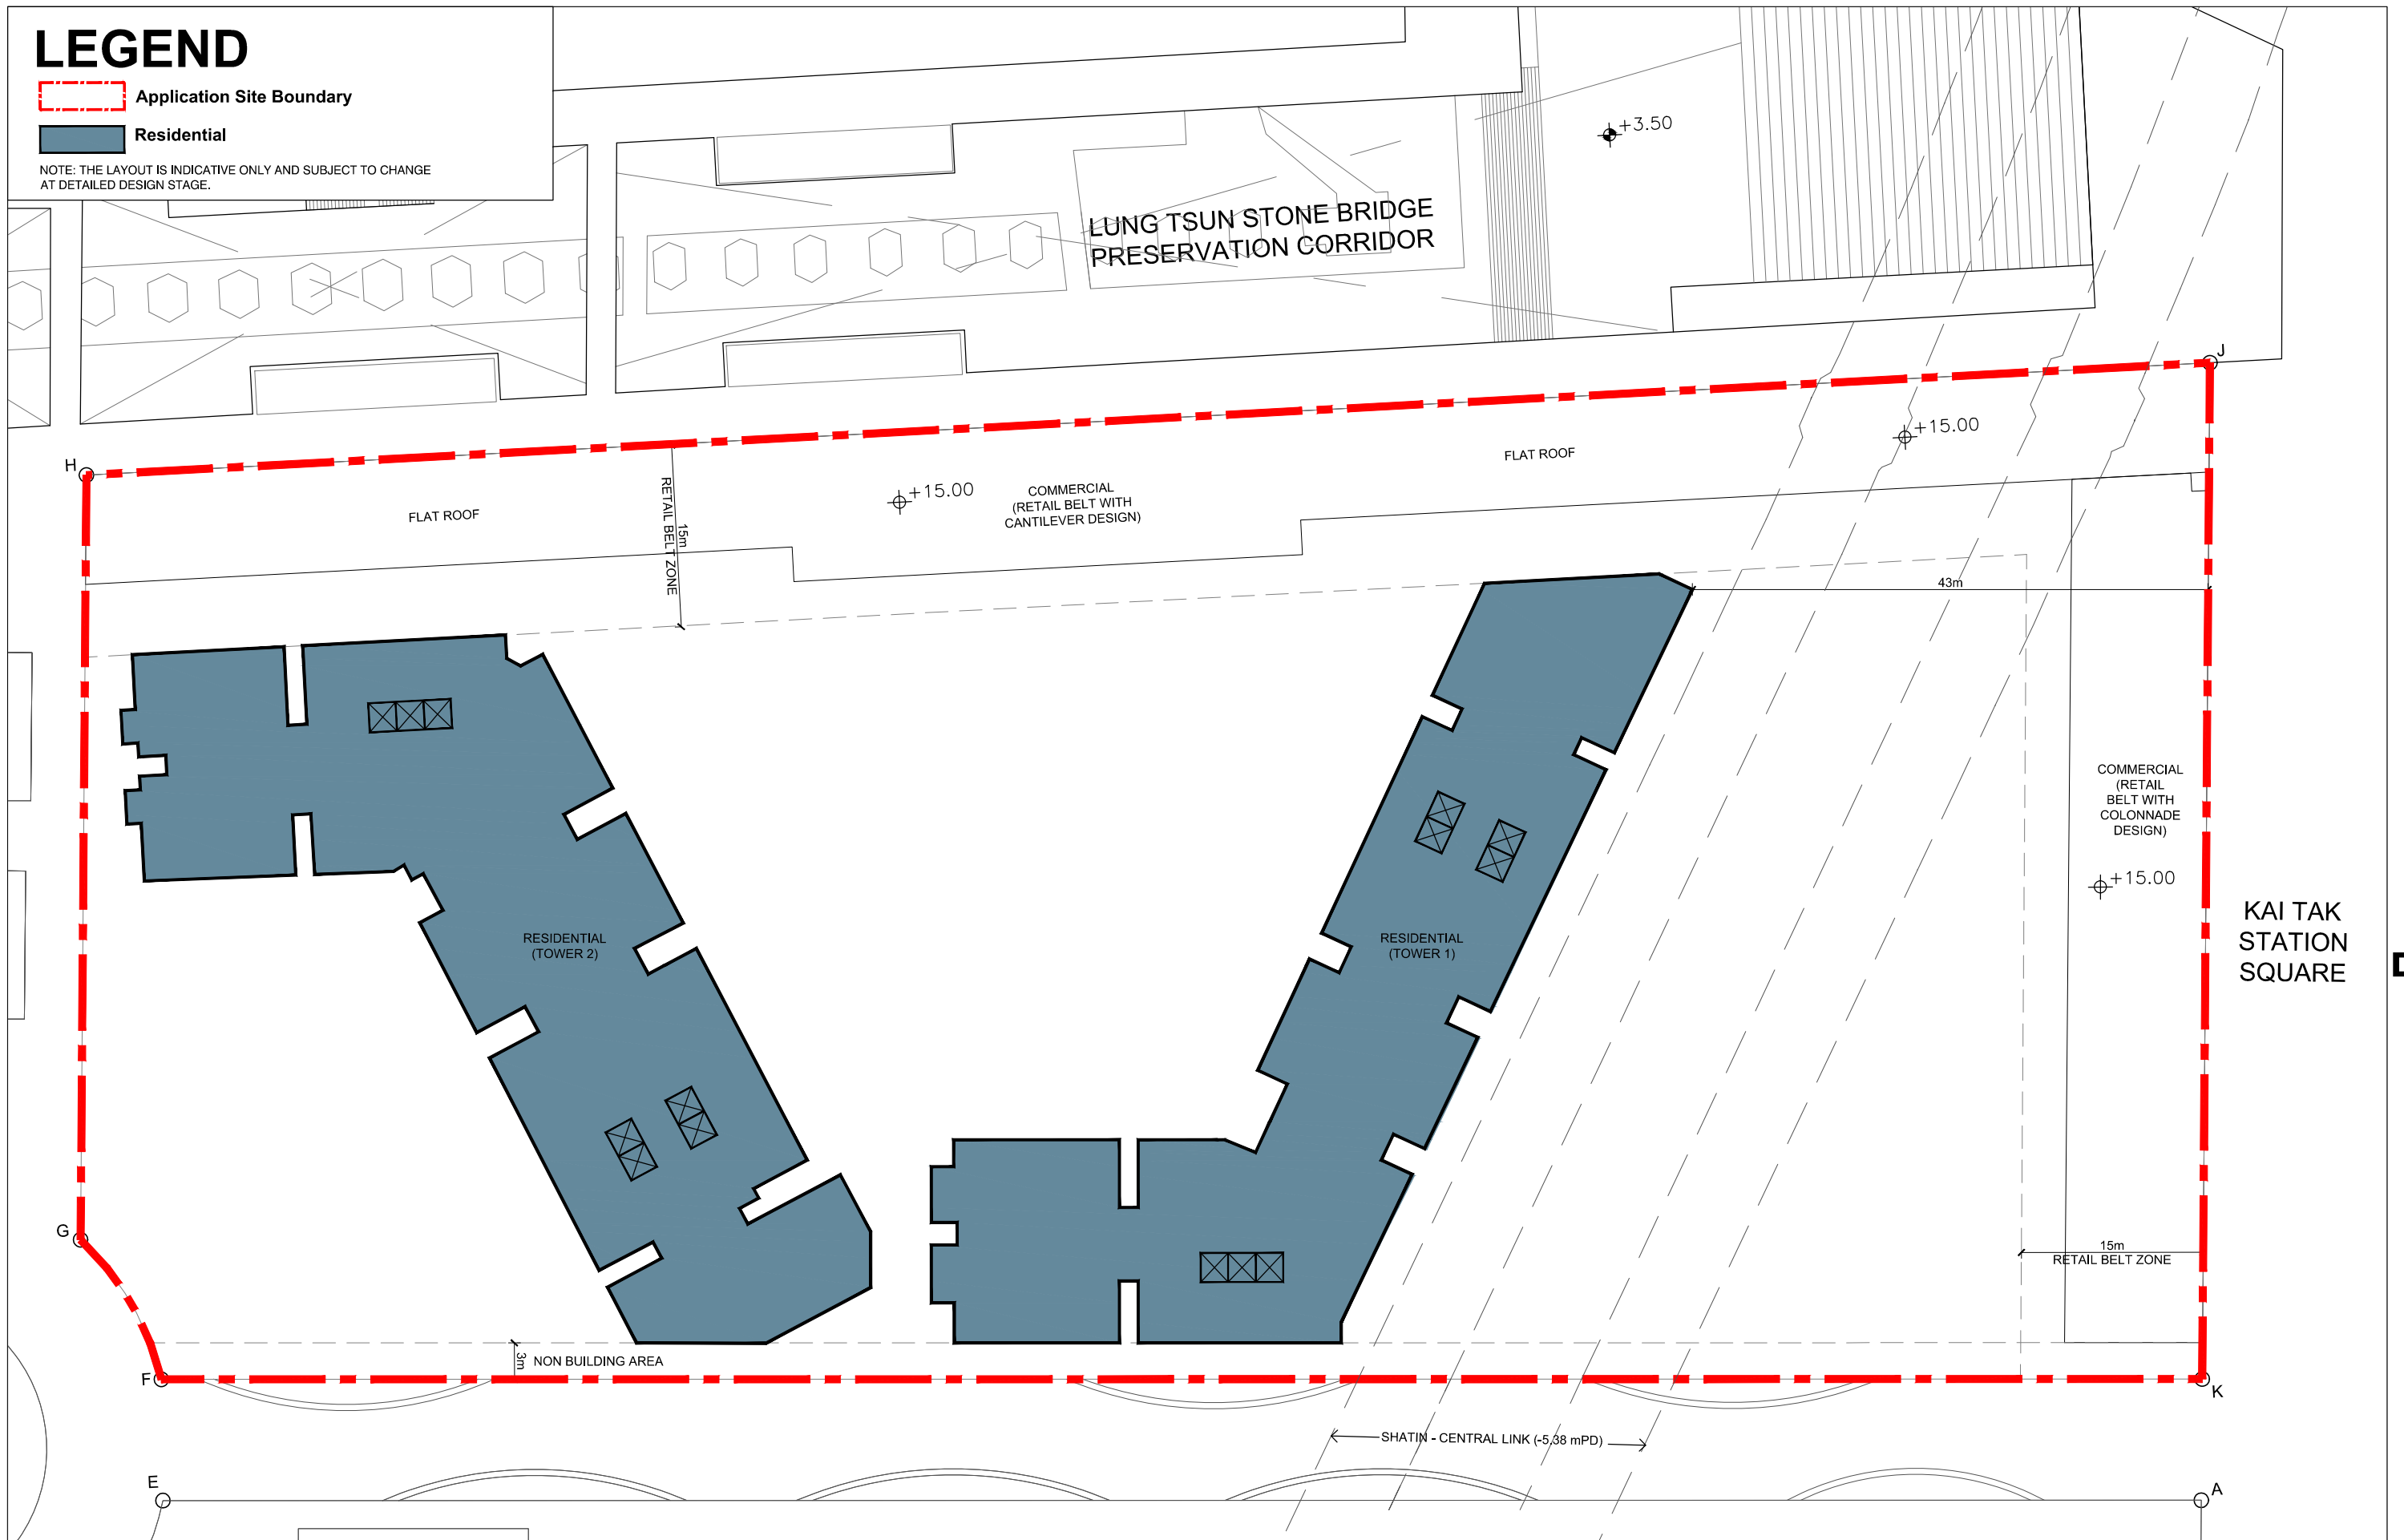 LEGEND
Application Site Boundary
Residential
NOTE: THE LAYOUT IS INDICATIVE ONLY AND SUBJECT TO CHANGE
AT DETAILED DESIGN STAGE.
+3.50
LUNG TSUN STONE BRIDGE
PRESERVATION CORRIDOR
J
H
+15.00
FLAT ROOF
+15.00
COMMERCIAL
(RETAIL BELT WITH
CANTILEVER DESIGN)
FLAT ROOF
15m
RETAIL BELT ZONE
43m
COMMERCIAL
(RETAIL
BELT WITH
COLONNADE
DESIGN)
+15.00
KAI TAK
STATION
SQUARE
RESIDENTIAL
(TOWER 2)
RESIDENTIAL
(TOWER 1)
G
15m
RETAIL BELT ZONE
3m
NON BUILDING AREA
F
K
SHATIN - CENTRAL LINK (-5.38 mPD)
E
A